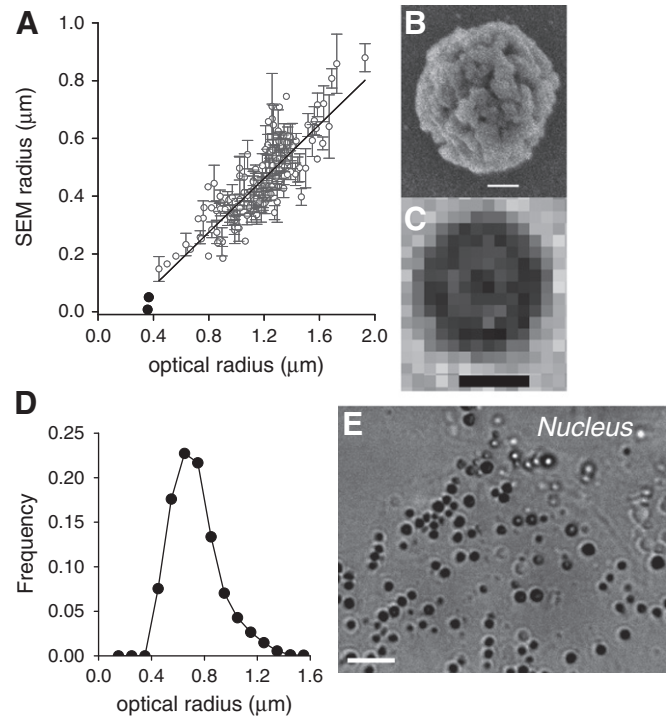 A
1.0
0.8
0.6
0.4
0.2
0.0
SEM radius (μm)
0.0 0.4 0.8 1.2 1.6 2.0
optical radius (μm)
B
C
D
0.25
0.20
0.15
0.10
0.05
0.00
Frequency
0.0 0.4 0.8 1.2 1.6
optical radius (μm)
E
Nucleus